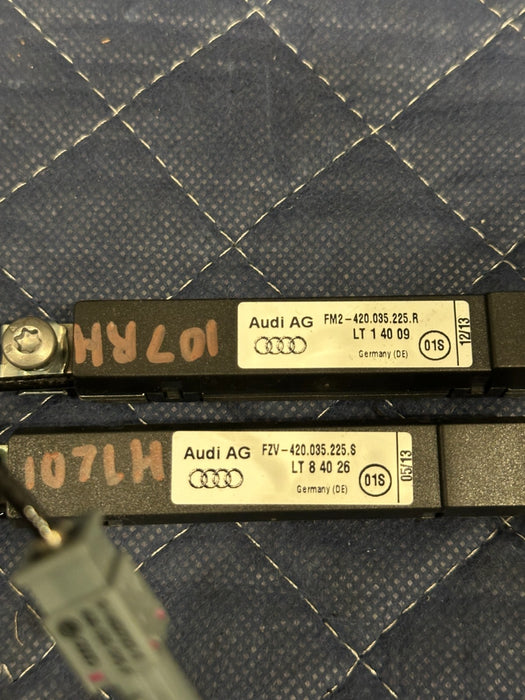 107RH
Audi AG
FM2-420.035.225.R
LT 1 40 09
Germany (DE)
01S
12/13
107LH
Audi AG
FZV-420.035.225.S
LT 8 40 26
Germany (DE)
01S
05/13